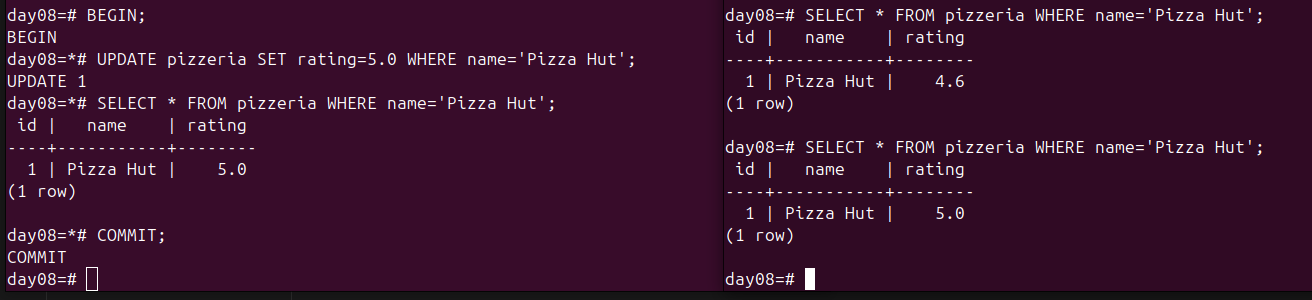 day08=# BEGIN;
BEGIN
day08=*# UPDATE pizzeria SET rating=5.0 WHERE name='Pizza Hut';
UPDATE 1
day08=*# SELECT * FROM pizzeria WHERE name='Pizza Hut';
 id |   name    | rating
----+-----------+--------
  1 | Pizza Hut |    5.0
(1 row)

day08=*# COMMIT;
COMMIT
day08=#

day08=# SELECT * FROM pizzeria WHERE name='Pizza Hut';
 id |   name    | rating
----+-----------+--------
  1 | Pizza Hut |    4.6
(1 row)

day08=# SELECT * FROM pizzeria WHERE name='Pizza Hut';
 id |   name    | rating
----+-----------+--------
  1 | Pizza Hut |    5.0
(1 row)

day08=#